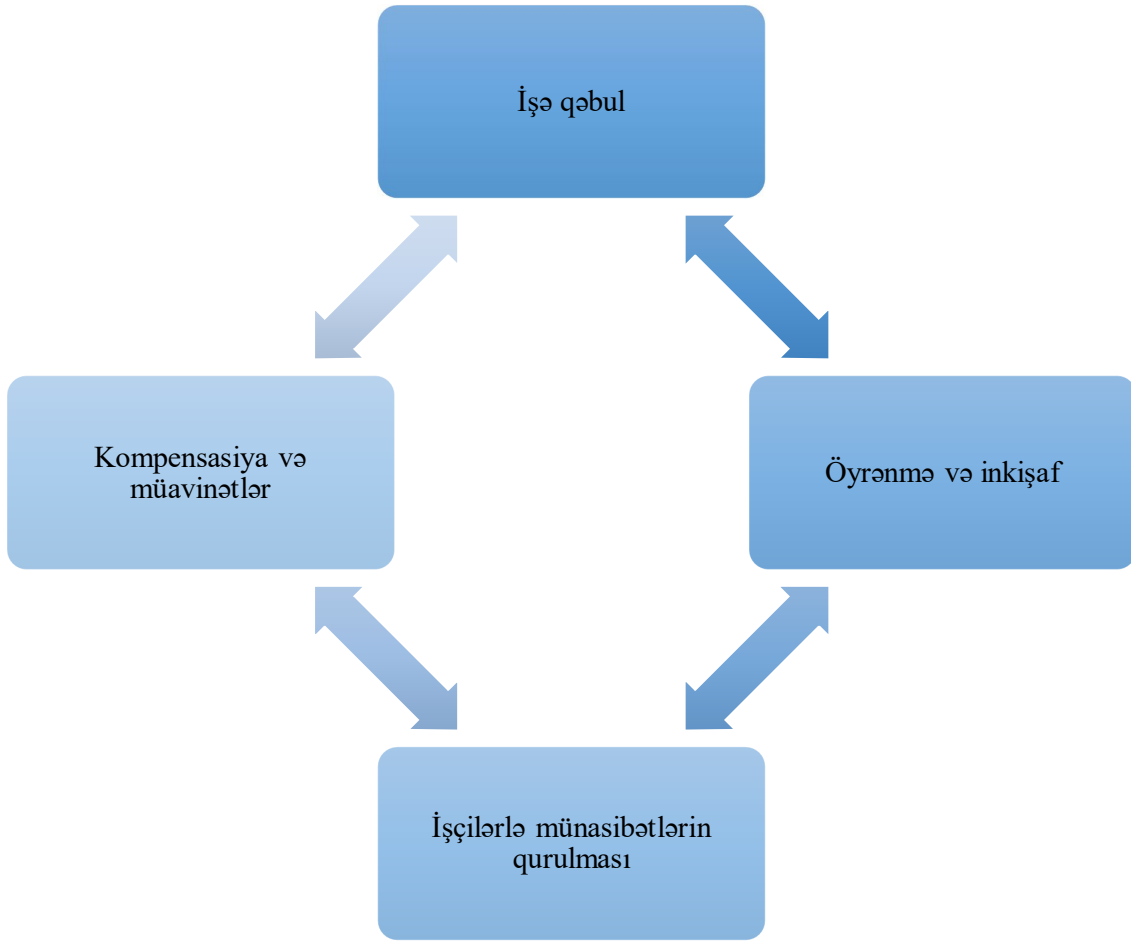 İşə qəbul
Kompensasiya və
müavinətlər
Öyrənmə və inkişaf
İşçilərlə münasibətlərin
qurulması